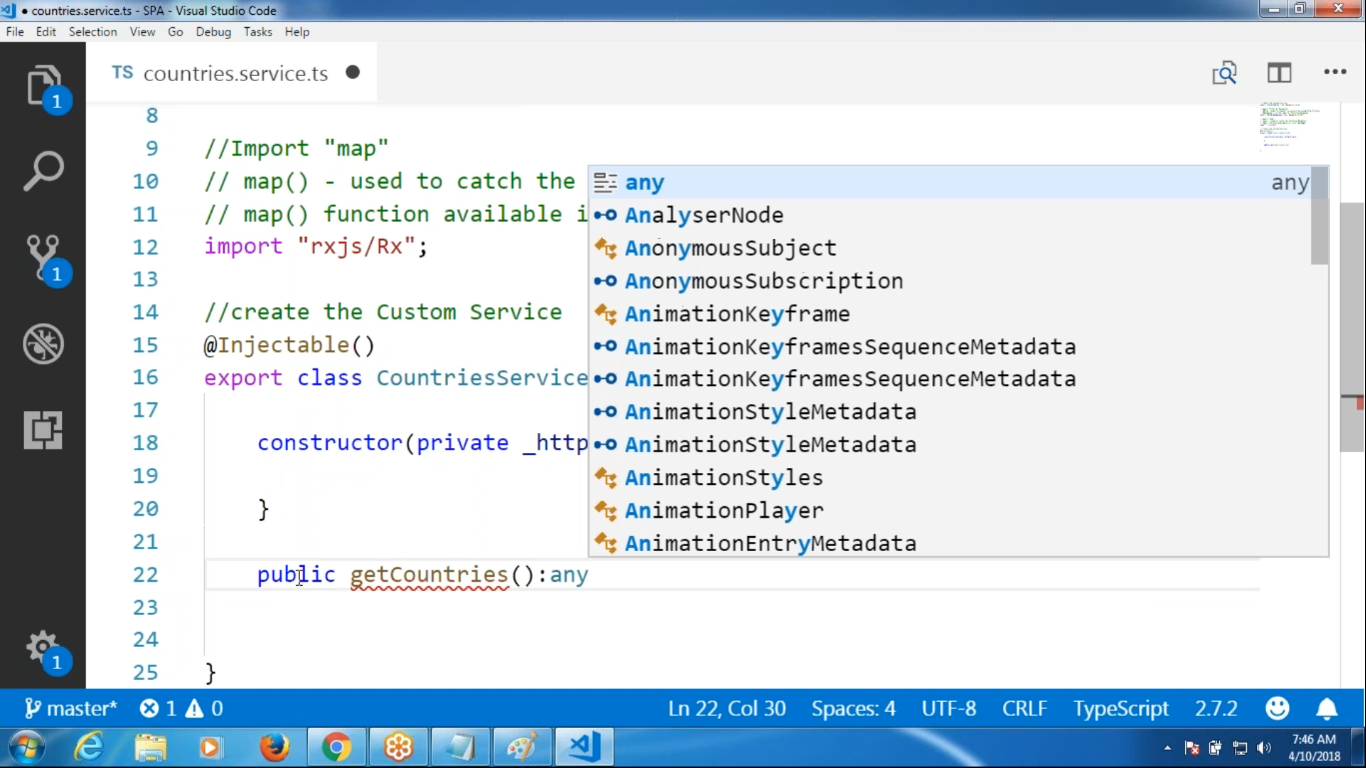 countries.service.ts - SPA - Visual Studio Code
File Edit Selection View Go Debug Tasks Help
TS countries.service.ts
1
1
1
8
9 //Import "map"
10 // map() - used to catch the
11 // map() function available i
12 import "rxjs/Rx";
13
14 //create the Custom Service
15 @Injectable()
16 export class CountriesService
17
18 constructor(private _http
19
20 }
21
22 public getCountries():any
23
24
25 }
any any
AnalyserNode
AnonymousSubject
AnonymousSubscription
AnimationKeyframe
AnimationKeyframesSequenceMetadata
AnimationKeyframesSequenceMetadata
AnimationStyleMetadata
AnimationStyleMetadata
AnimationStyles
AnimationPlayer
AnimationEntryMetadata
master* 1 0 Ln 22, Col 30 Spaces: 4 UTF-8 CRLF TypeScript 2.7.2
7:46 AM
4/10/2018